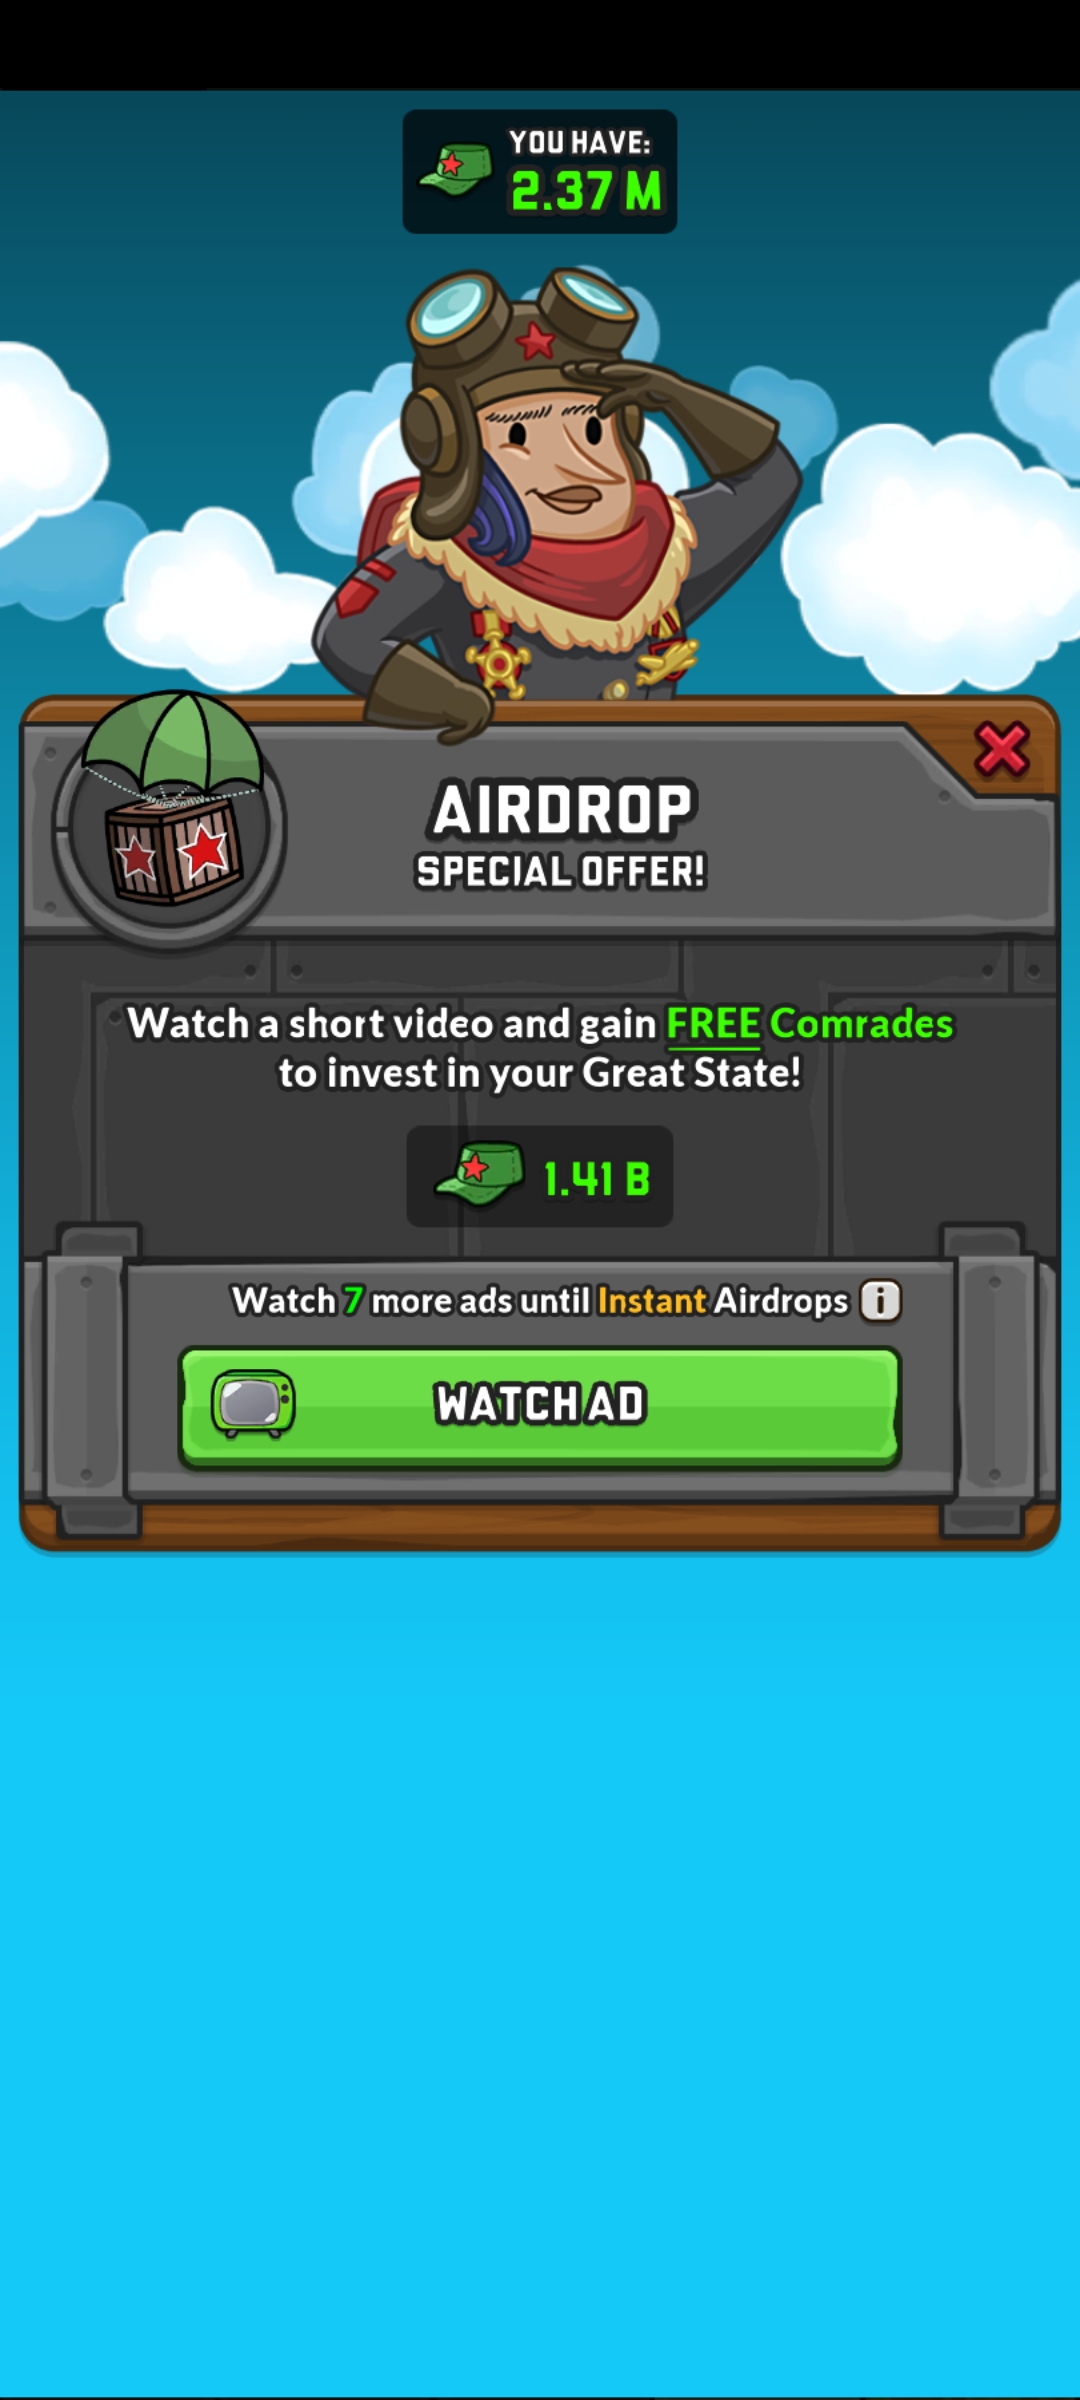 YOU HAVE:
2.37 M
AIRDROP
SPECIAL OFFER!
Watch a short video and gain FREE Comrades
to invest in your Great State!
1.41 B
Watch 7 more ads until Instant Airdrops i
WATCH AD